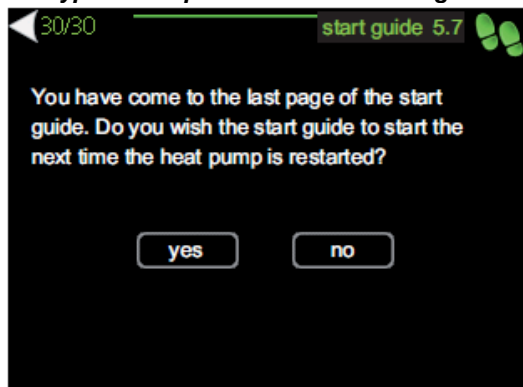 30/30
start guide 5.7
You have come to the last page of the start
guide. Do you wish the start guide to start the
next time the heat pump is restarted?
yes
no